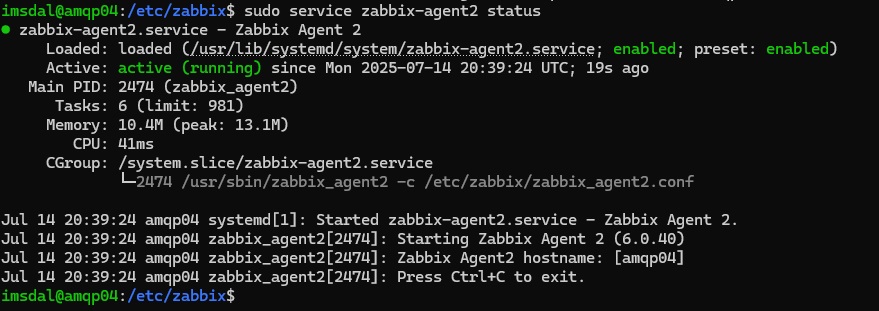 imsdal@amqp04:/etc/zabbix$ sudo service zabbix-agent2 status
● zabbix-agent2.service - Zabbix Agent 2
     Loaded: loaded (/usr/lib/systemd/system/zabbix-agent2.service; enabled; preset: enabled)
     Active: active (running) since Mon 2025-07-14 20:39:24 UTC; 19s ago
   Main PID: 2474 (zabbix_agent2)
      Tasks: 6 (limit: 981)
     Memory: 10.4M (peak: 13.1M)
        CPU: 41ms
     CGroup: /system.slice/zabbix-agent2.service
             └─2474 /usr/sbin/zabbix_agent2 -c /etc/zabbix/zabbix_agent2.conf

Jul 14 20:39:24 amqp04 systemd[1]: Started zabbix-agent2.service - Zabbix Agent 2.
Jul 14 20:39:24 amqp04 zabbix_agent2[2474]: Starting Zabbix Agent 2 (6.0.40)
Jul 14 20:39:24 amqp04 zabbix_agent2[2474]: Zabbix Agent2 hostname: [amqp04]
Jul 14 20:39:24 amqp04 zabbix_agent2[2474]: Press Ctrl+C to exit.
imsdal@amqp04:/etc/zabbix$